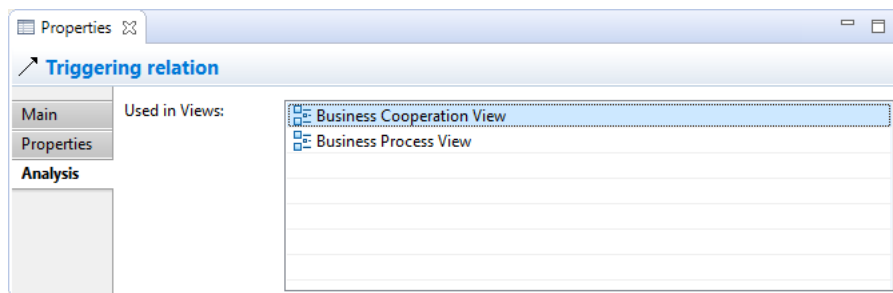 Properties
Triggering relation
Main
Used in Views:
Business Cooperation View
Properties
Business Process View
Analysis